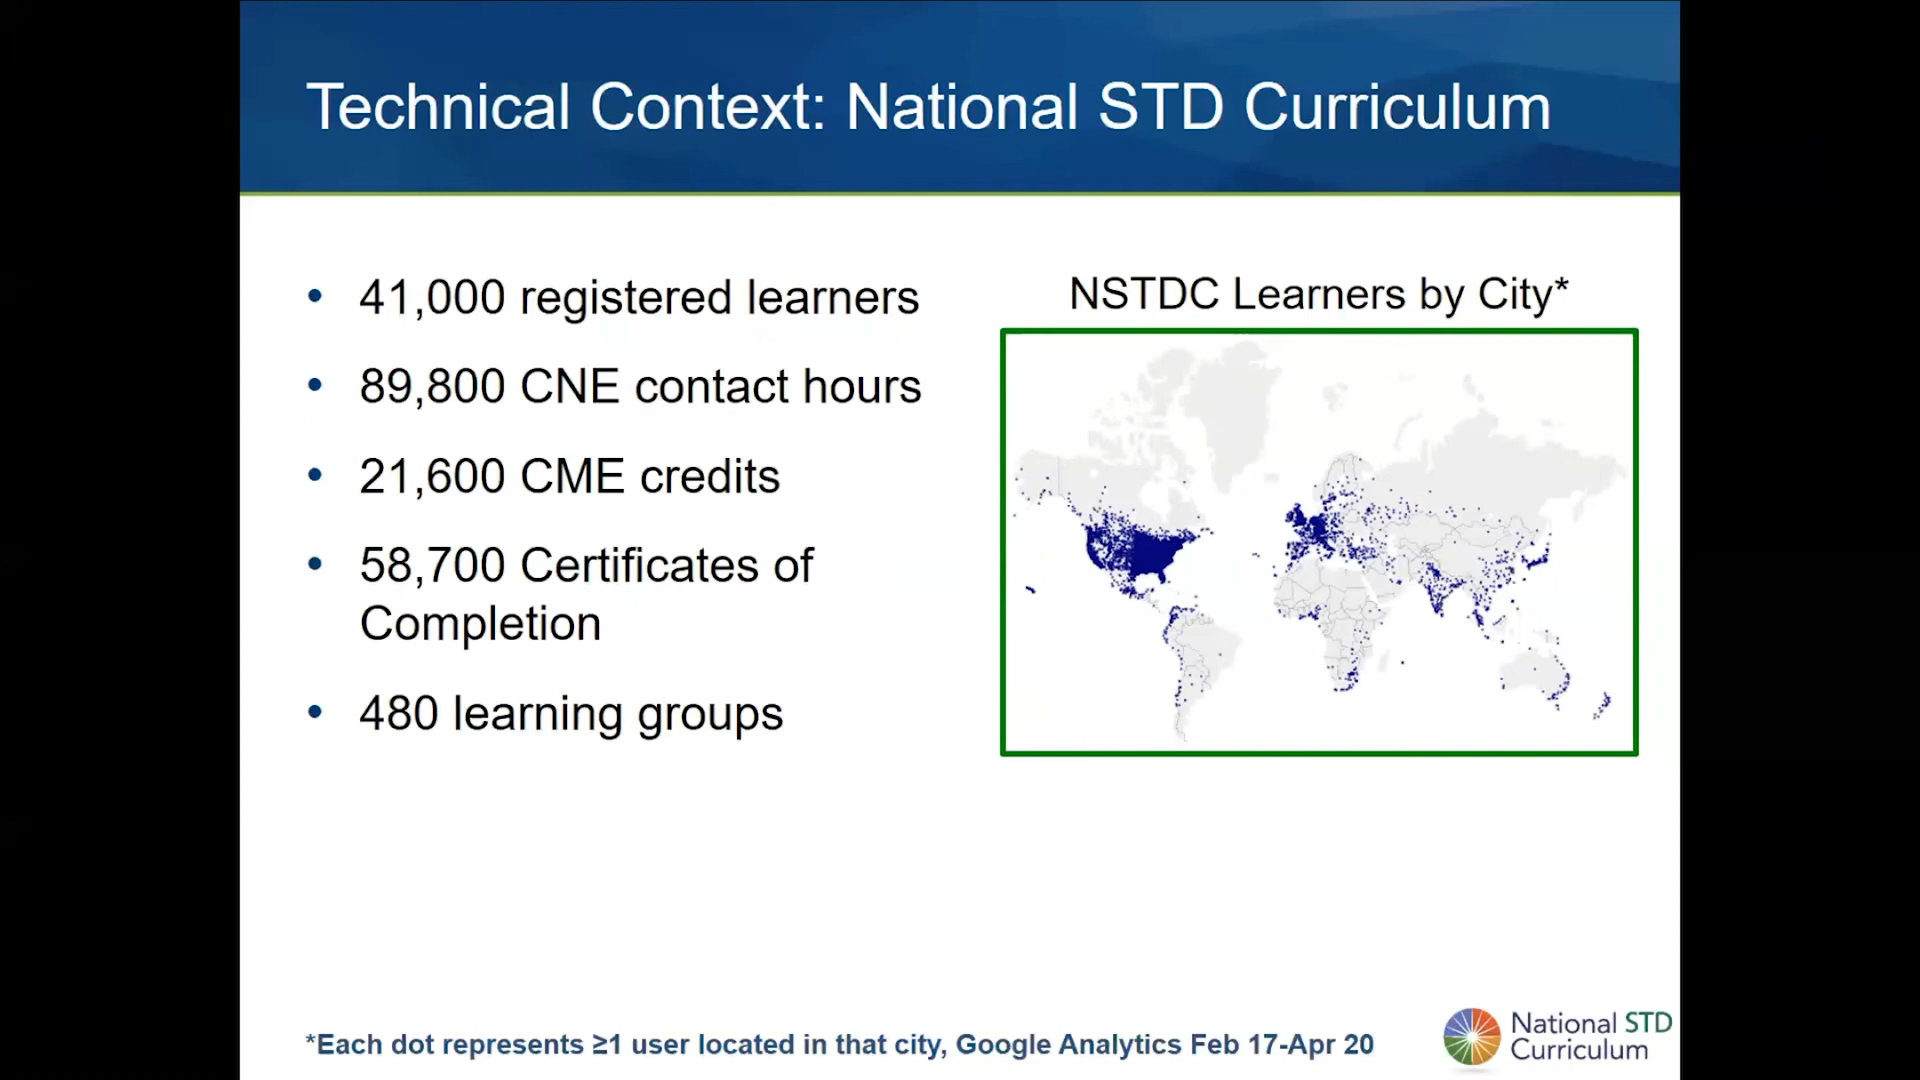 Technical Context: National STD Curriculum
• 41,000 registered learners
• 89,800 CNE contact hours
• 21,600 CME credits
• 58,700 Certificates of
Completion
• 480 learning groups
NSTDC Learners by City*
*Each dot represents ≥1 user located in that city, Google Analytics Feb 17-Apr 20
National STD
Curriculum